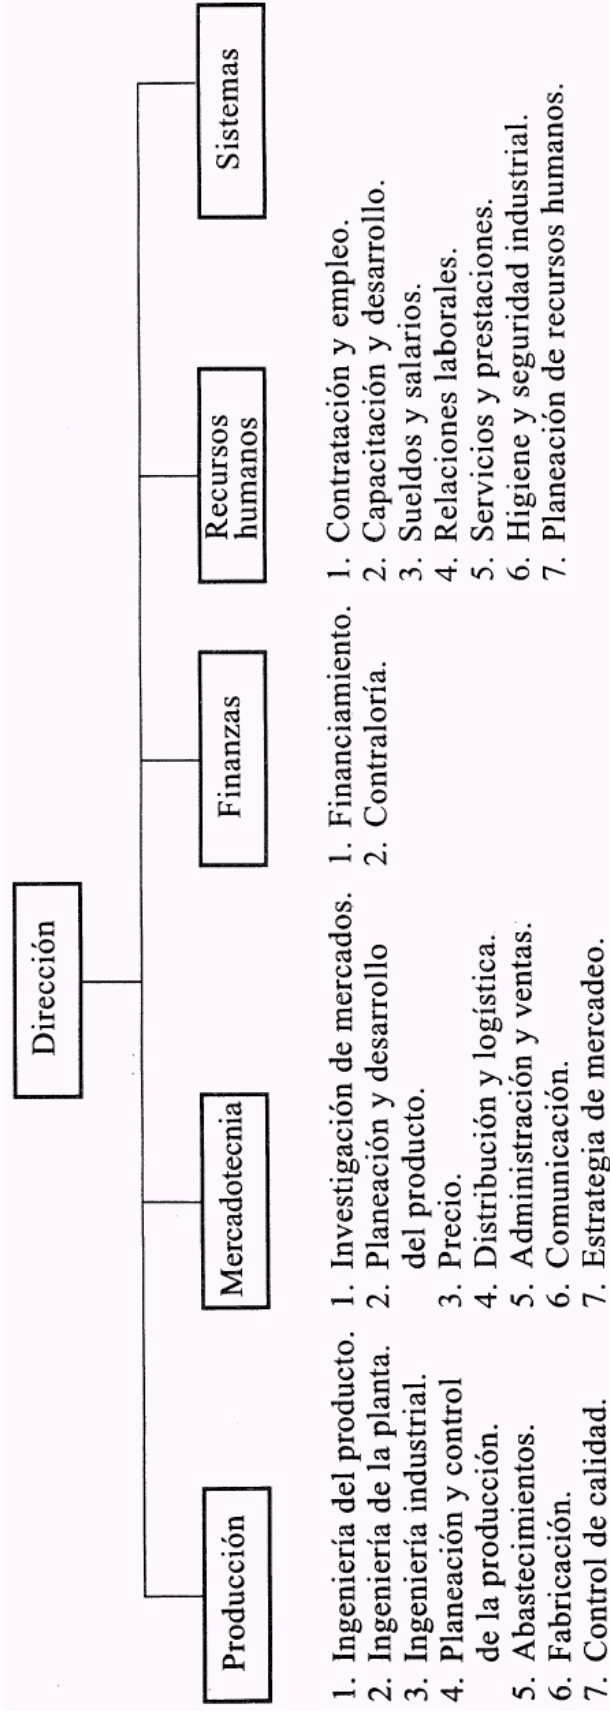 Dirección
Producción
Mercadotecnia
Finanzas
Recursos
humanos
Sistemas
1. Ingeniería del producto.
2. Ingeniería de la planta.
3. Ingeniería industrial.
4. Planeación y control
de la producción.
5. Abastecimientos.
6. Fabricación.
7. Control de calidad.
1. Investigación de mercados.
2. Planeación y desarrollo
del producto.
3. Precio.
4. Distribución y logística.
5. Administración y ventas.
6. Comunicación.
7. Estrategia de mercadeo.
1. Financiamiento.
2. Contraloría.
1. Contratación y empleo.
2. Capacitación y desarrollo.
3. Sueldos y salarios.
4. Relaciones laborales.
5. Servicios y prestaciones.
6. Higiene y seguridad industrial.
7. Planeación de recursos humanos.